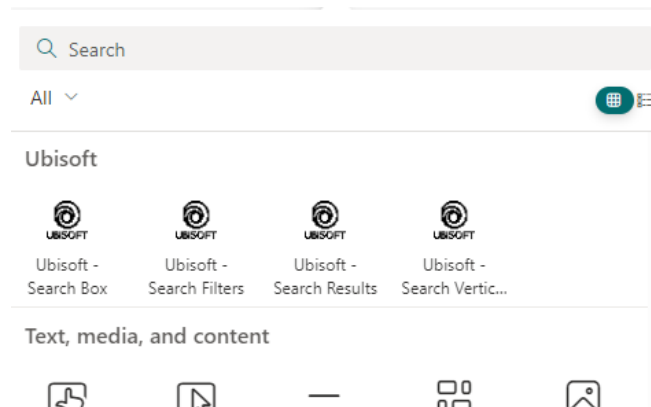 Search
All
Ubisoft
UBISOFT UBISOFT UBISOFT UBISOFT
Ubisoft - Ubisoft - Ubisoft - Ubisoft -
Search Box Search Filters Search Results Search Vertic...
Text, media, and content